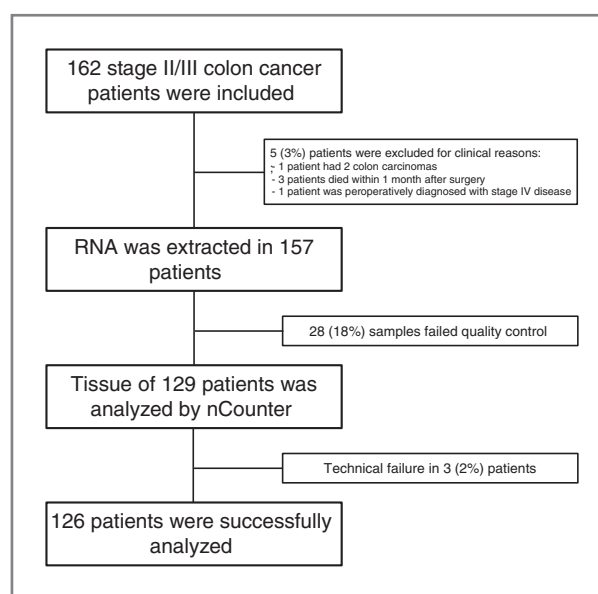 162 stage II/III colon cancer
patients were included
5 (3%) patients were excluded for clinical reasons:
- 1 patient had 2 colon carcinomas
- 3 patients died within 1 month after surgery
- 1 patient was peroperatively diagnosed with stage IV disease
RNA was extracted in 157
patients
28 (18%) samples failed quality control
Tissue of 129 patients was
analyzed by nCounter
Technical failure in 3 (2%) patients
126 patients were successfully
analyzed